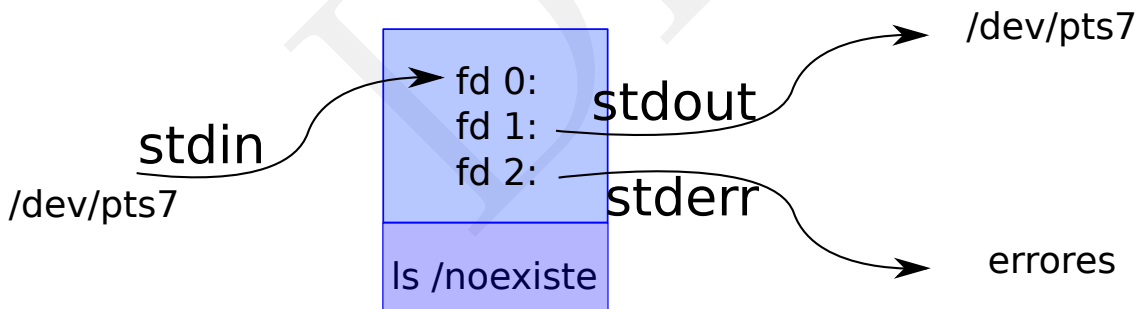 /dev/pts7
fd 0:
stdout
fd 1:
stdin
fd 2:
/dev/pts7
stderr
errores
ls /noexiste